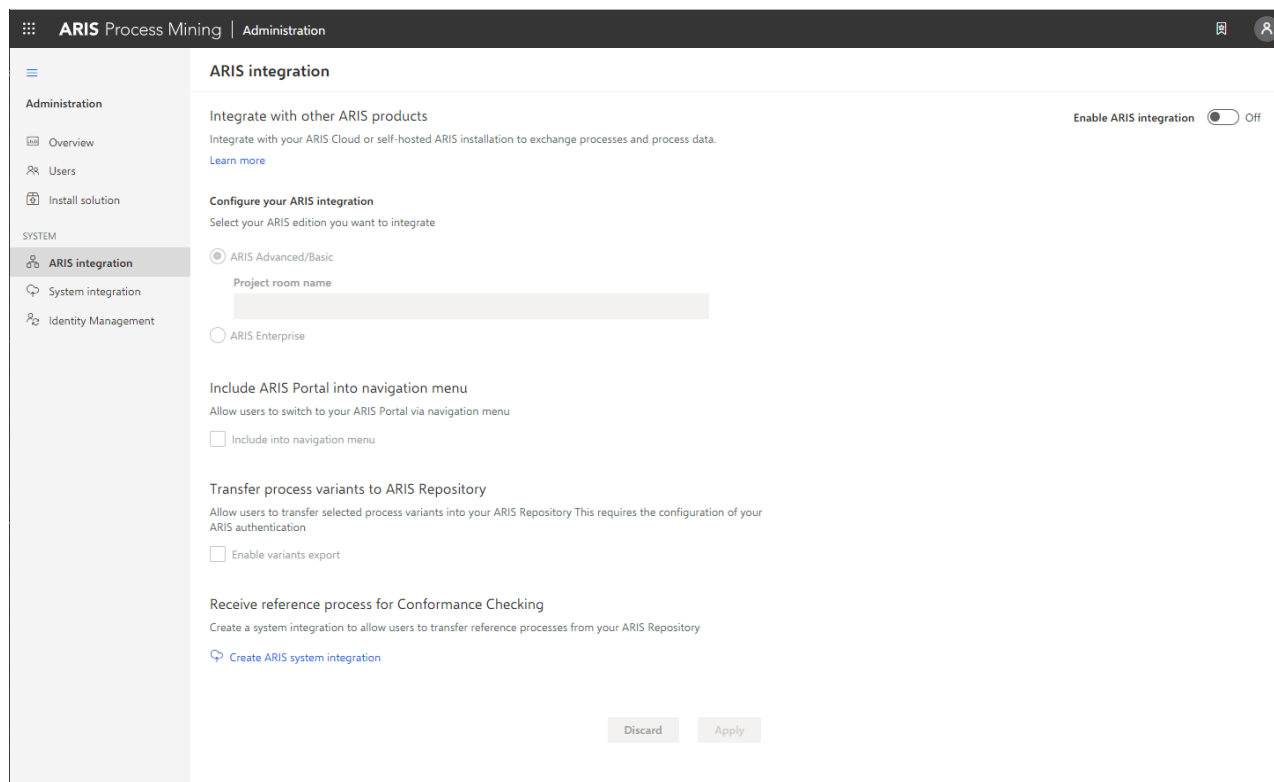 ARIS Process Mining | Administration
ARIS integration
Administration
Overview
Users
Install solution
SYSTEM
ARIS integration
System integration
Identity Management
Integrate with other ARIS products
Enable ARIS integration Off
Integrate with your ARIS Cloud or self-hosted ARIS installation to exchange processes and process data.
Learn more
Configure your ARIS integration
Select your ARIS edition you want to integrate
ARIS Advanced/Basic
Project room name
ARIS Enterprise
Include ARIS Portal into navigation menu
Allow users to switch to your ARIS Portal via navigation menu
Include into navigation menu
Transfer process variants to ARIS Repository
Allow users to transfer selected process variants into your ARIS Repository This requires the configuration of your
ARIS authentication
Enable variants export
Receive reference process for Conformance Checking
Create a system integration to allow users to transfer reference processes from your ARIS Repository
Create ARIS system integration
Discard Apply